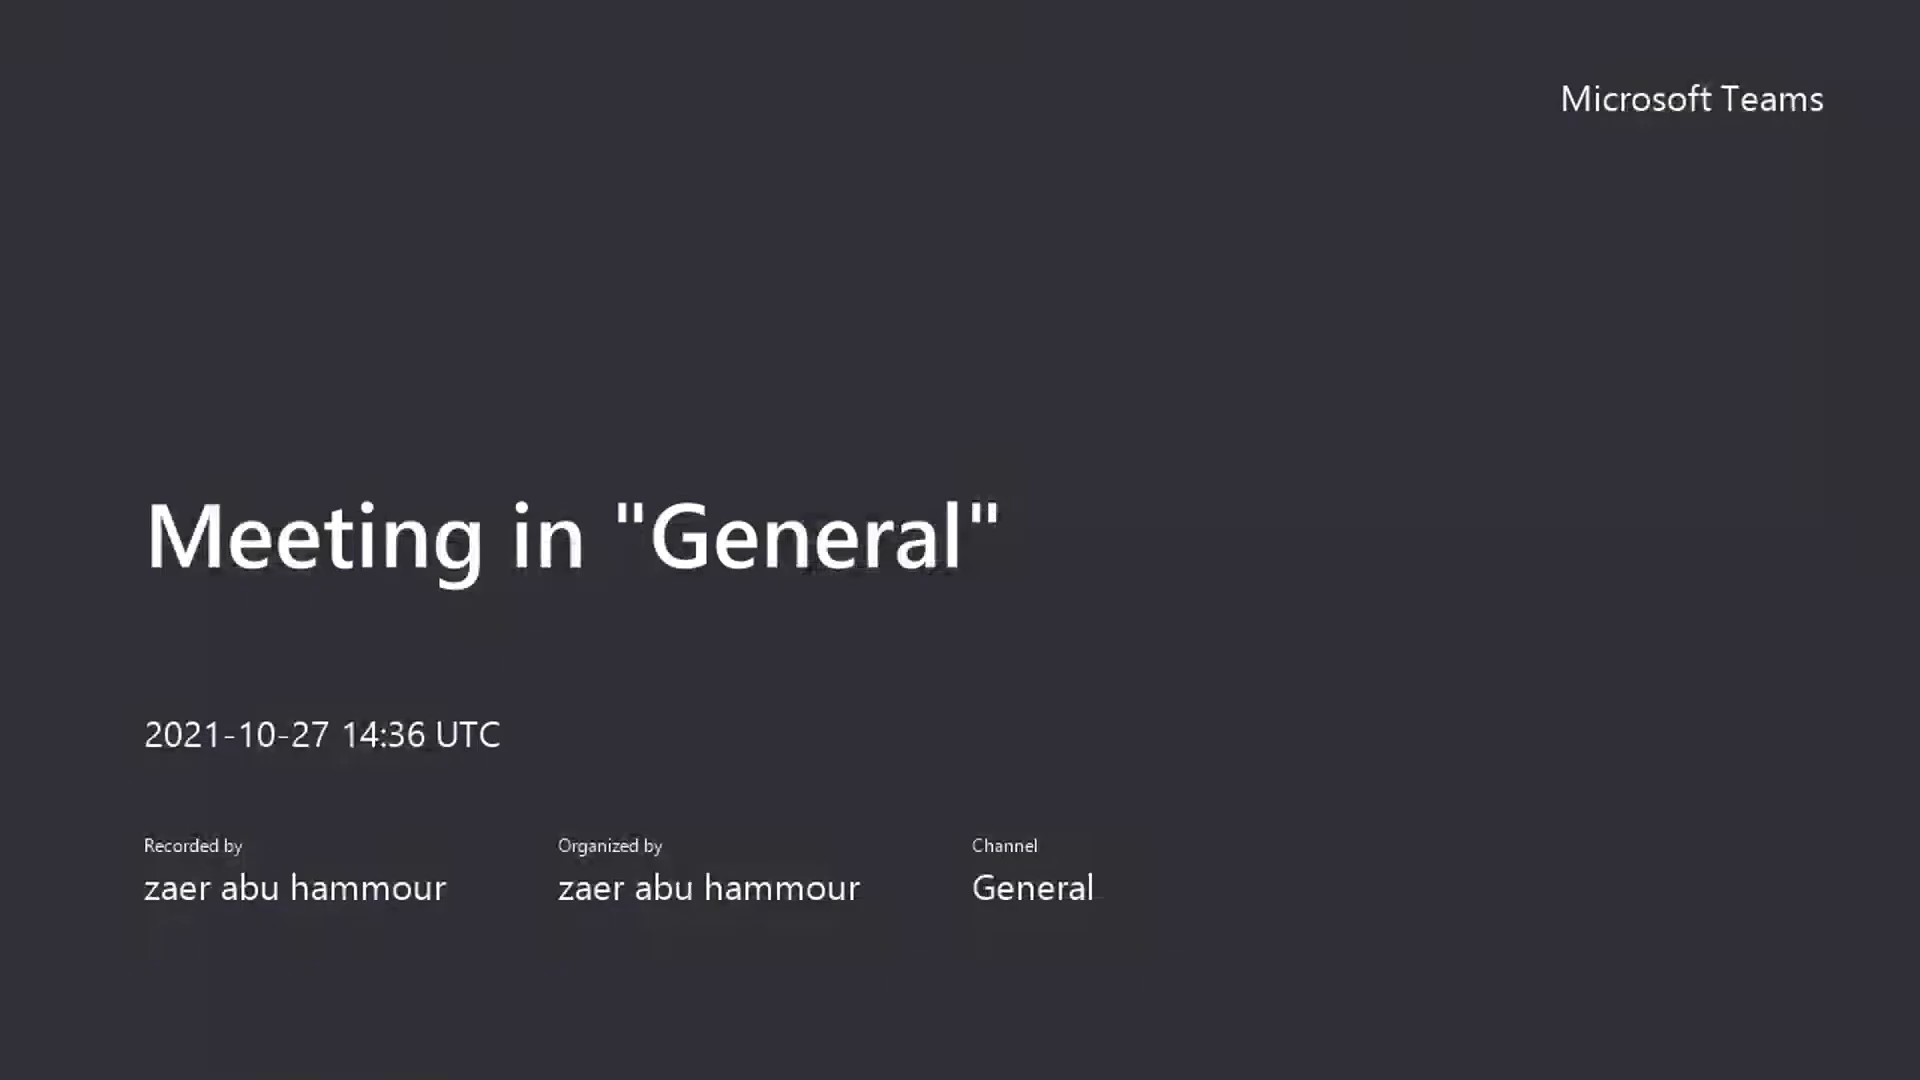 Microsoft Teams
Meeting in "General"
2021-10-27 14:36 UTC
Recorded by
zaer abu hammour
Organized by
zaer abu hammour
Channel
General